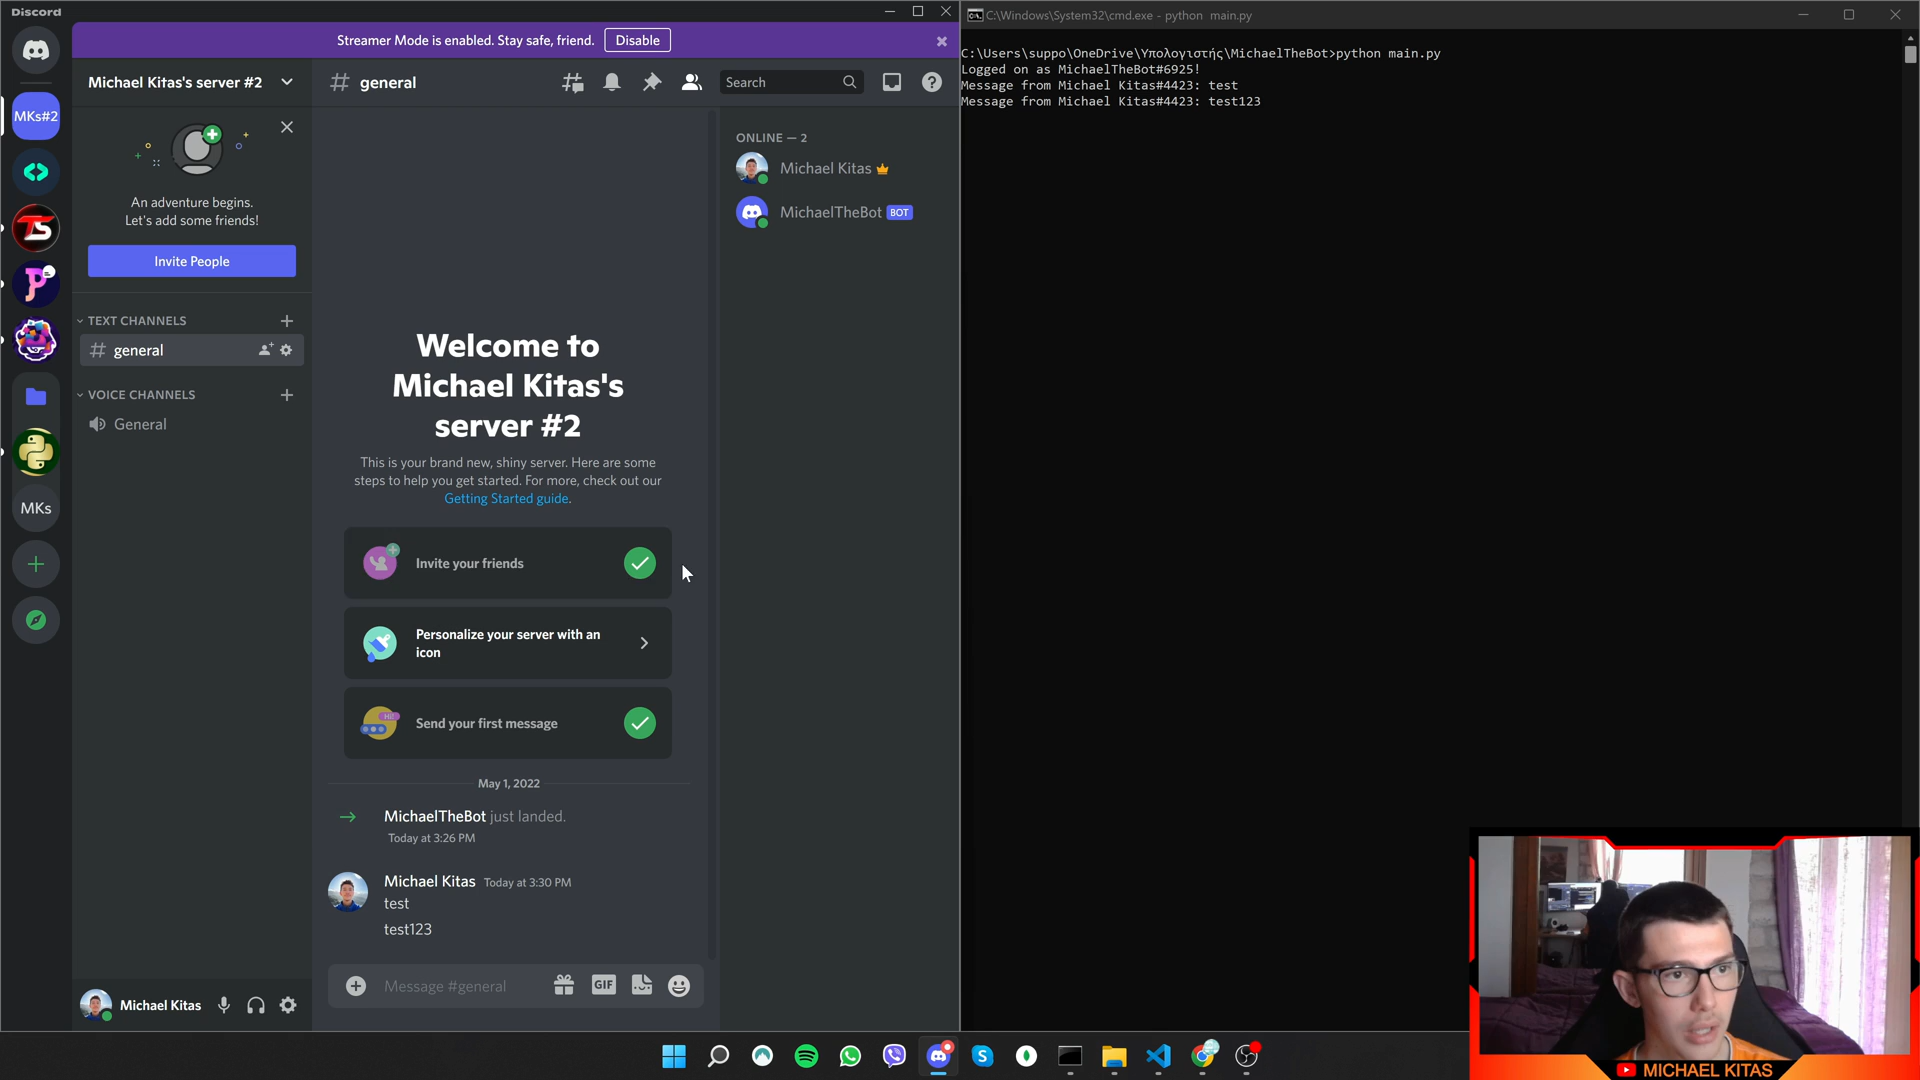 Discord
Streamer Mode is enabled. Stay safe, friend.
Disable
Michael Kitas's server #2
general
Search
MKs#2
An adventure begins.
Let's add some friends!
Invite People
TEXT CHANNELS
general
VOICE CHANNELS
General
MKs
Michael Kitas
Welcome to
Michael Kitas's
server #2
This is your brand new, shiny server. Here are some
steps to help you get started. For more, check out our
Getting Started guide.
Invite your friends
Personalize your server with an
icon
Hi!
Send your first message
May 1, 2022
MichaelTheBot just landed.
Today at 3:26 PM
Michael Kitas Today at 3:30 PM
test
test123
Message #general
GIF
ONLINE — 2
Michael Kitas
MichaelTheBot BOT
C:\Windows\System32\cmd.exe - python main.py
C:\Users\suppo\OneDrive\Υπολογιστής\MichaelTheBot>python main.py
Logged on as MichaelTheBot#6925!
Message from Michael Kitas#4423: test
Message from Michael Kitas#4423: test123
MICHAEL KITAS